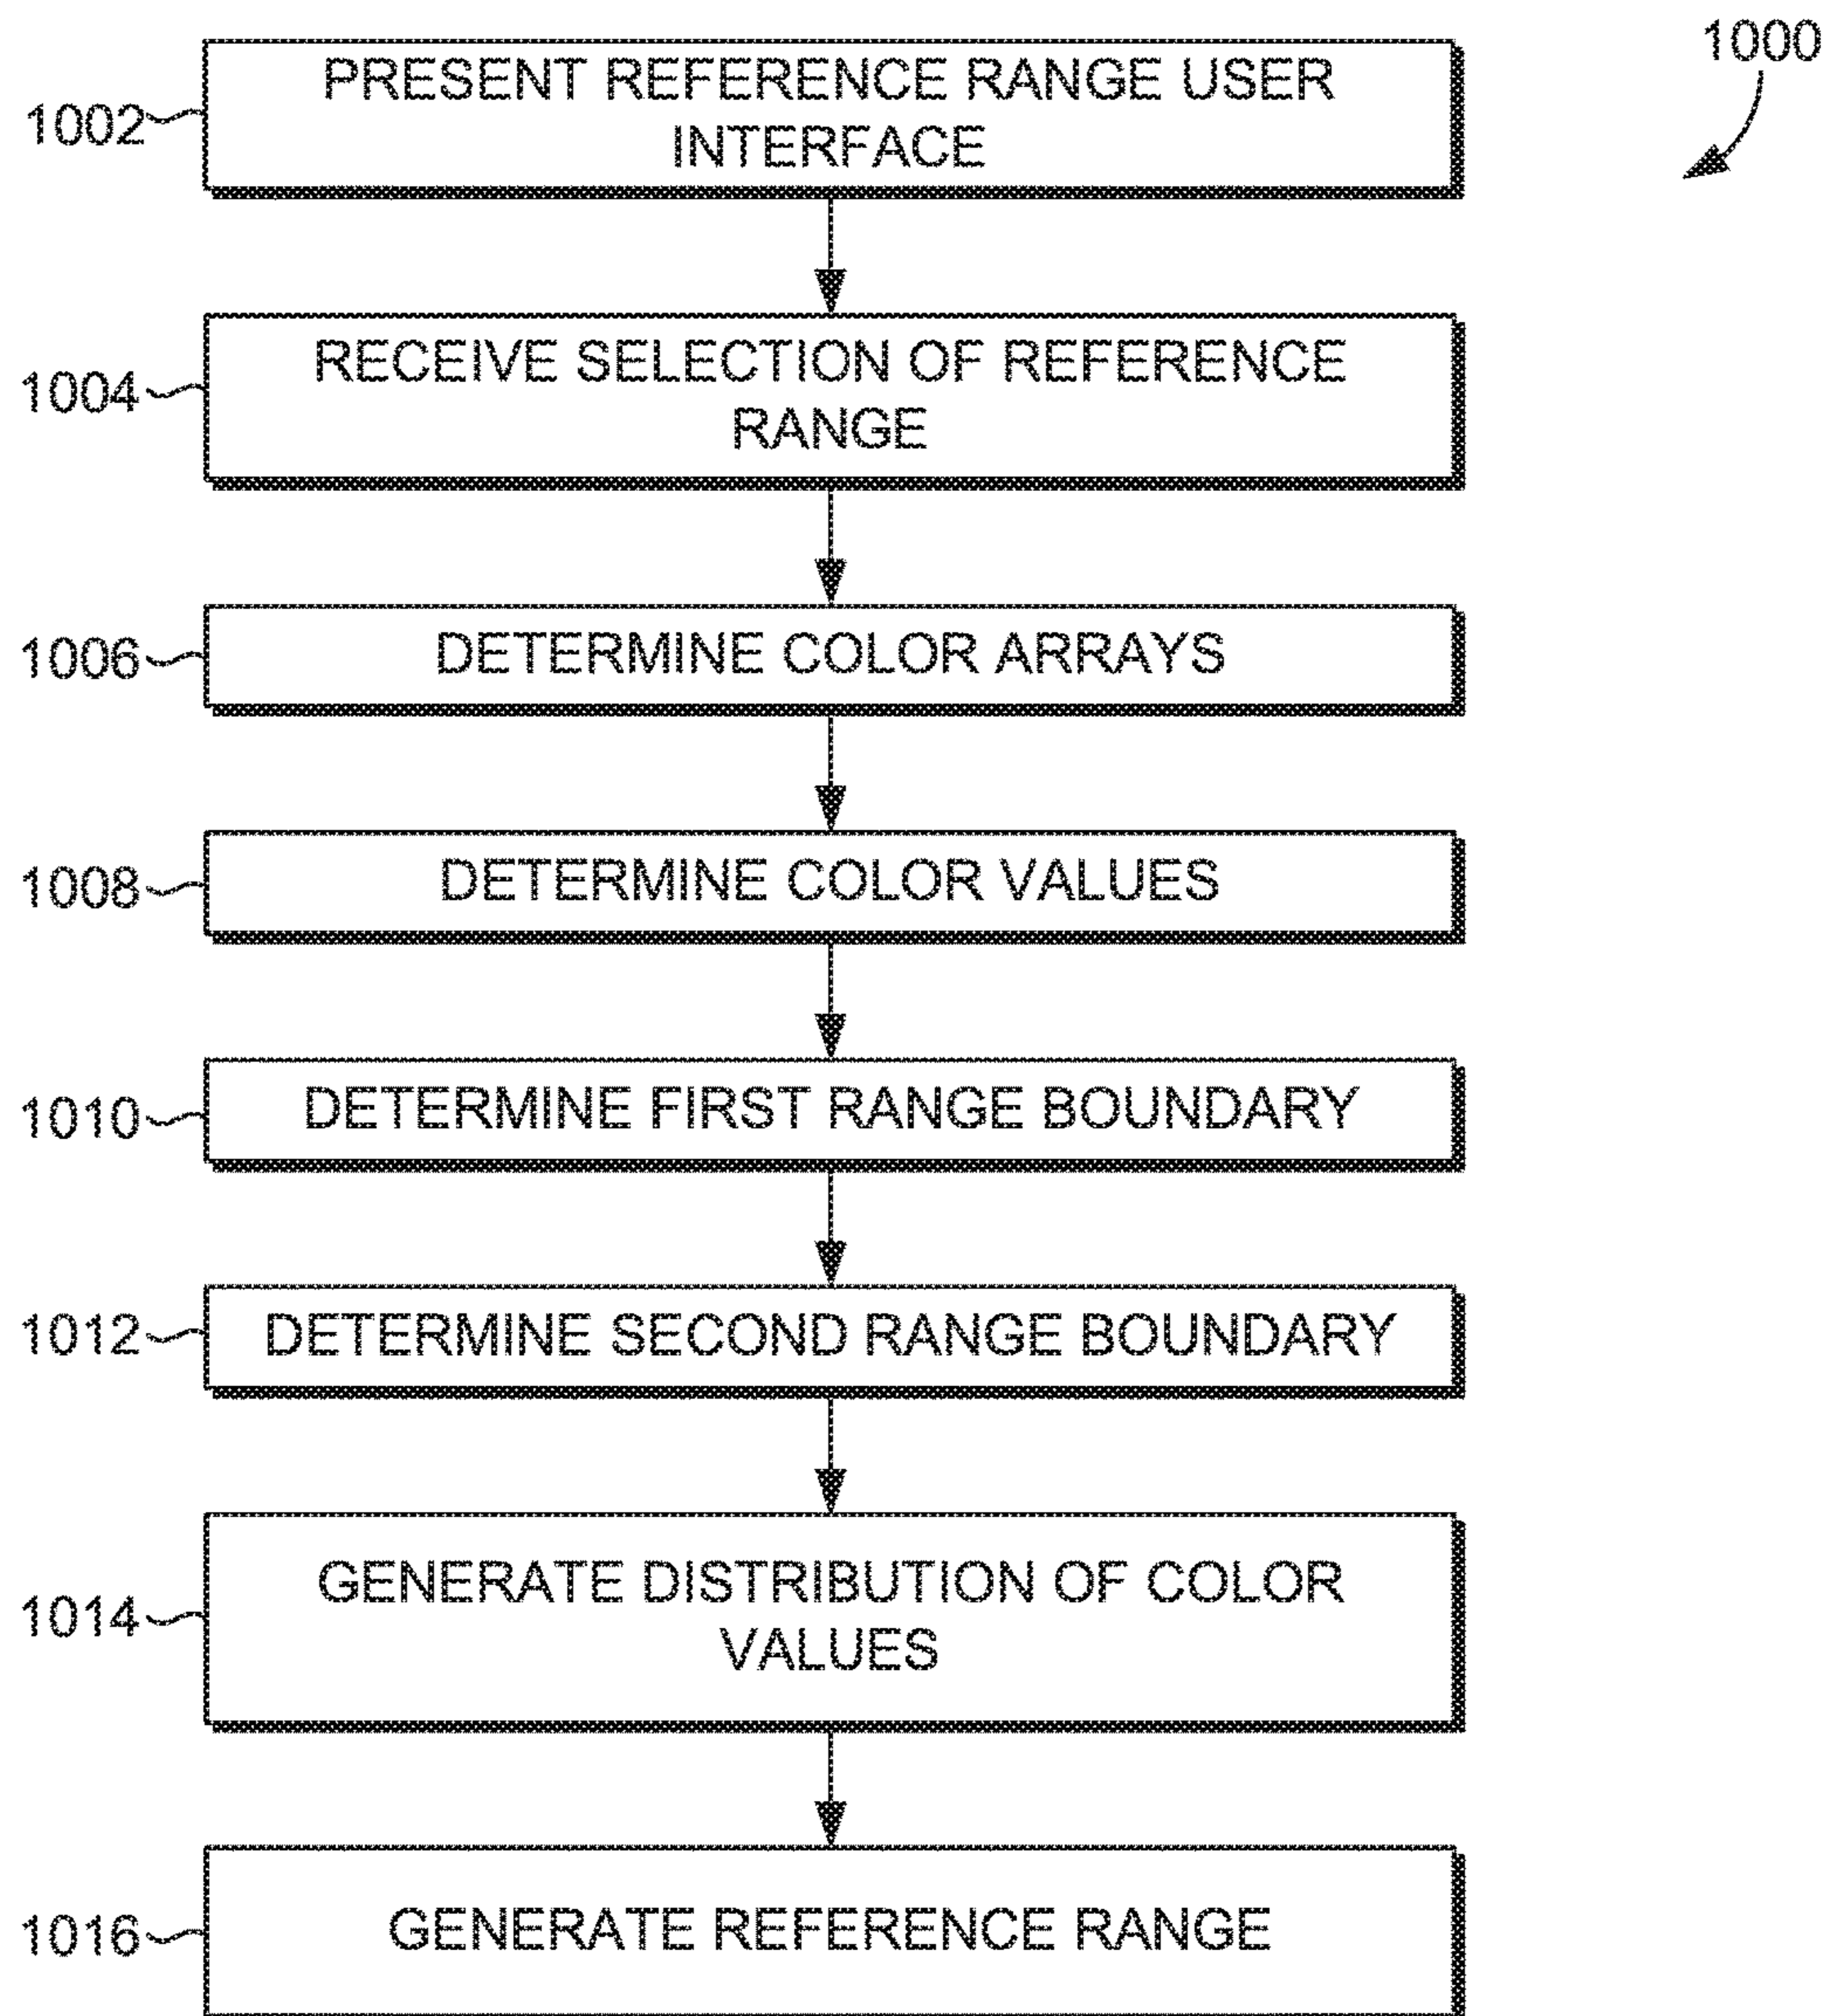 1000
1002
PRESENT REFERENCE RANGE USER
INTERFACE
1004
RECEIVE SELECTION OF REFERENCE
RANGE
1006
DETERMINE COLOR ARRAYS
1008
DETERMINE COLOR VALUES
1010
DETERMINE FIRST RANGE BOUNDARY
1012
DETERMINE SECOND RANGE BOUNDARY
1014
GENERATE DISTRIBUTION OF COLOR
VALUES
1016
GENERATE REFERENCE RANGE